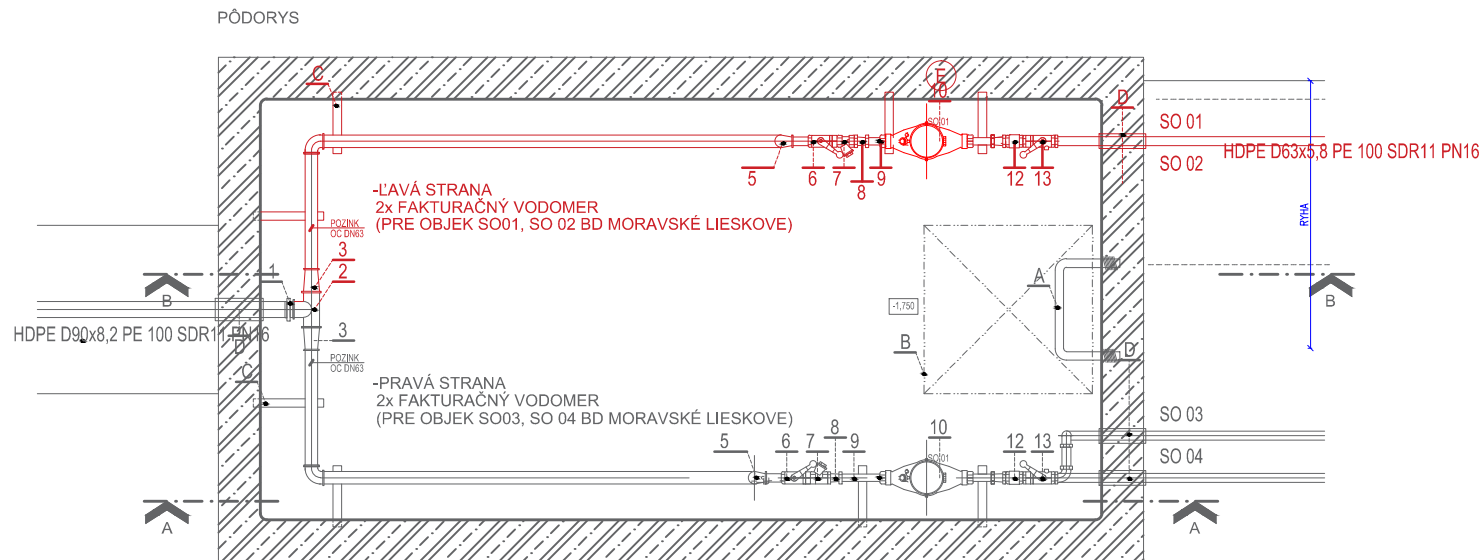 PÔDORYS
C
E
10
SO 01
D
SO 01
HDPE D63x5,8 PE 100 SDR11 PN16
SO 02
5
6
7
8
9
12
13
-ĽAVÁ STRANA
2x FAKTURAČNÝ VODOMER
(PRE OBJEK SO01, SO 02 BD MORAVSKÉ LIESKOVE)
POZINK
OC DN63
RYHA
3
2
1
B
A
B
-1,750
HDPE D90x8,2 PE 100 SDR11 PN16
D
3
B
D
POZINK
OC DN63
C
-PRAVÁ STRANA
2x FAKTURAČNÝ VODOMER
(PRE OBJEK SO03, SO 04 BD MORAVSKÉ LIESKOVE)
SO 03
5
6
7
8
9
10
SO 01
12
13
SO 04
A
A